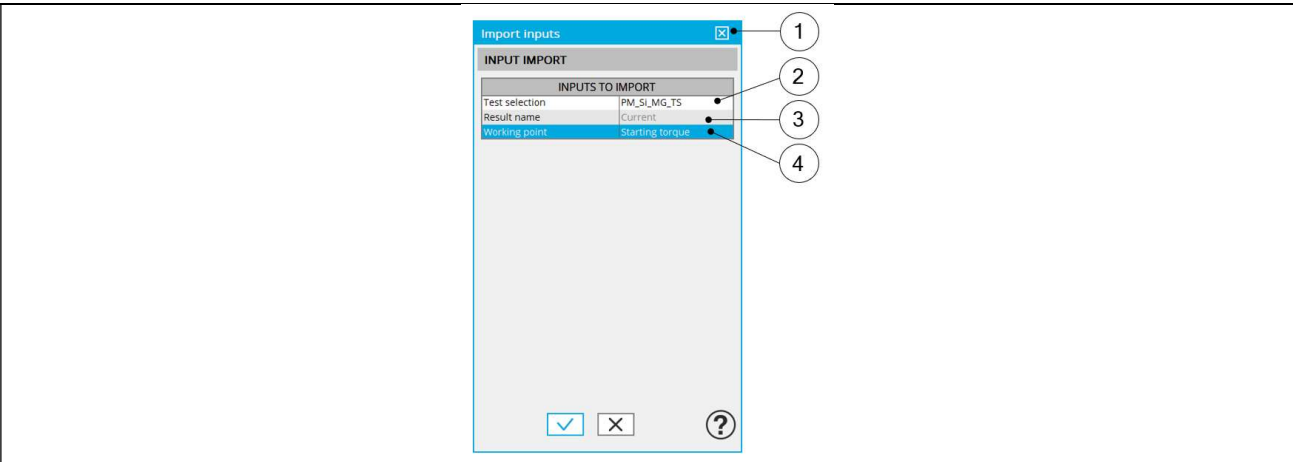 Import inputs
1
INPUT IMPORT
INPUTS TO IMPORT
2
Test selection PM_Si_MG_TS
Result name Current
3
Working point Starting torque
4
?